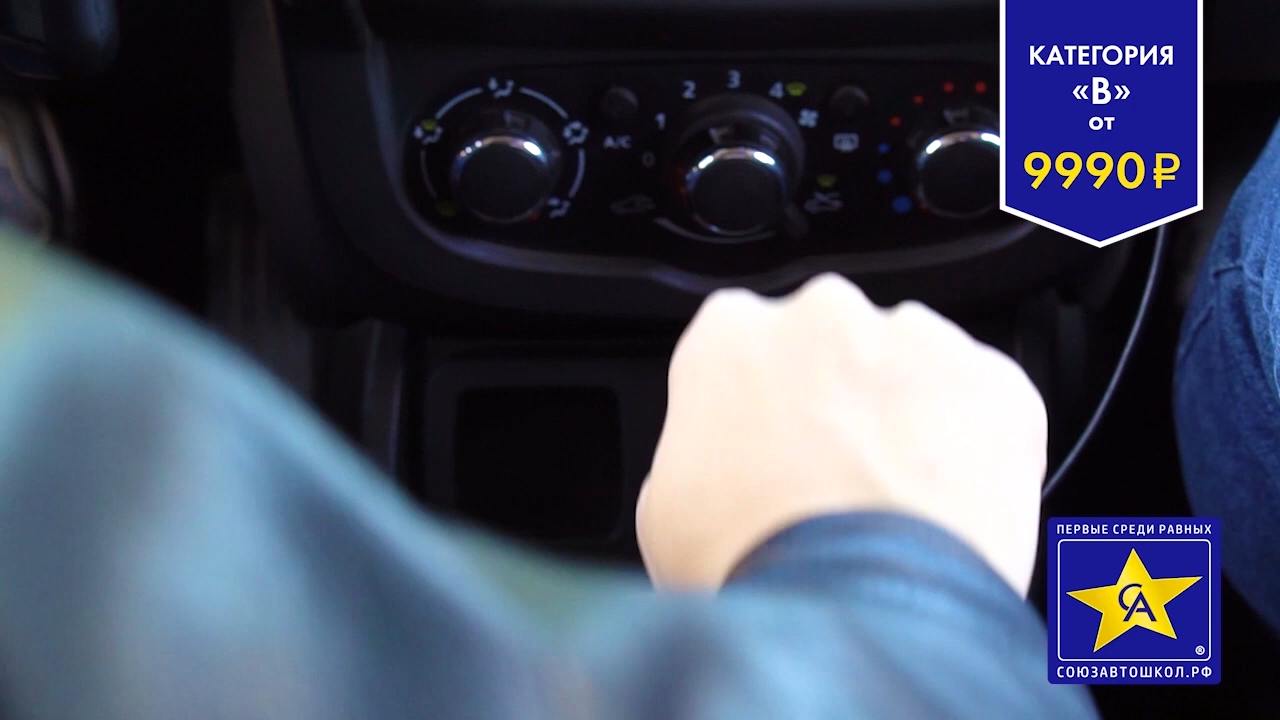 КАТЕГОРИЯ
«В»
от
9990₽
1 2 3 4
A/C
0
ПЕРВЫЕ СРЕДИ РАВНЫХ
СА
®
СОЮЗАВТОШКОЛ.РФ